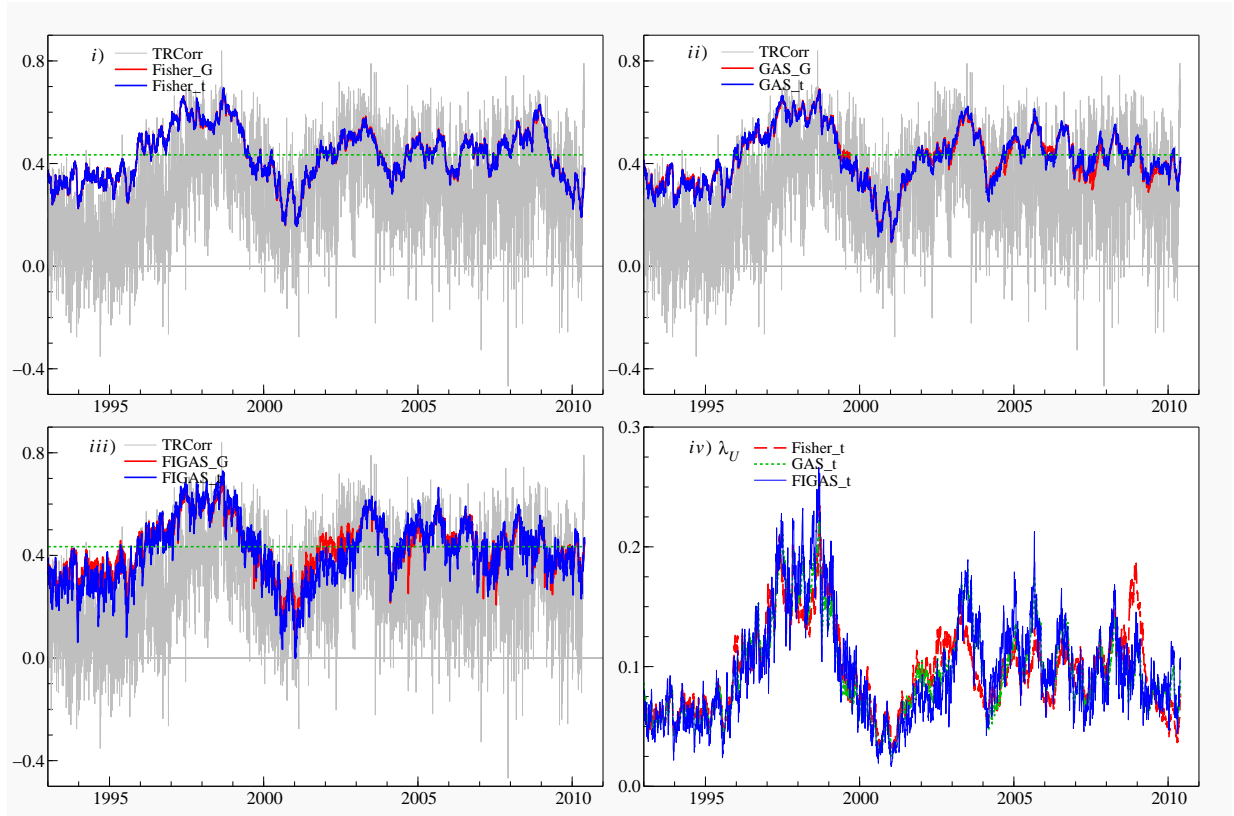 i) TRCorr
Fisher_G
Fisher_t
0.8
0.4
0.0
−0.4
1995 2000 2005 2010
ii) TRCorr
GAS_G
GAS_t
0.8
0.4
0.0
−0.4
1995 2000 2005 2010
iii) TRCorr
FIGAS_G
FIGAS_t
0.8
0.4
0.0
−0.4
1995 2000 2005 2010
iv) λU Fisher_t
GAS_t
FIGAS_t
0.3
0.2
0.1
0.0
1995 2000 2005 2010